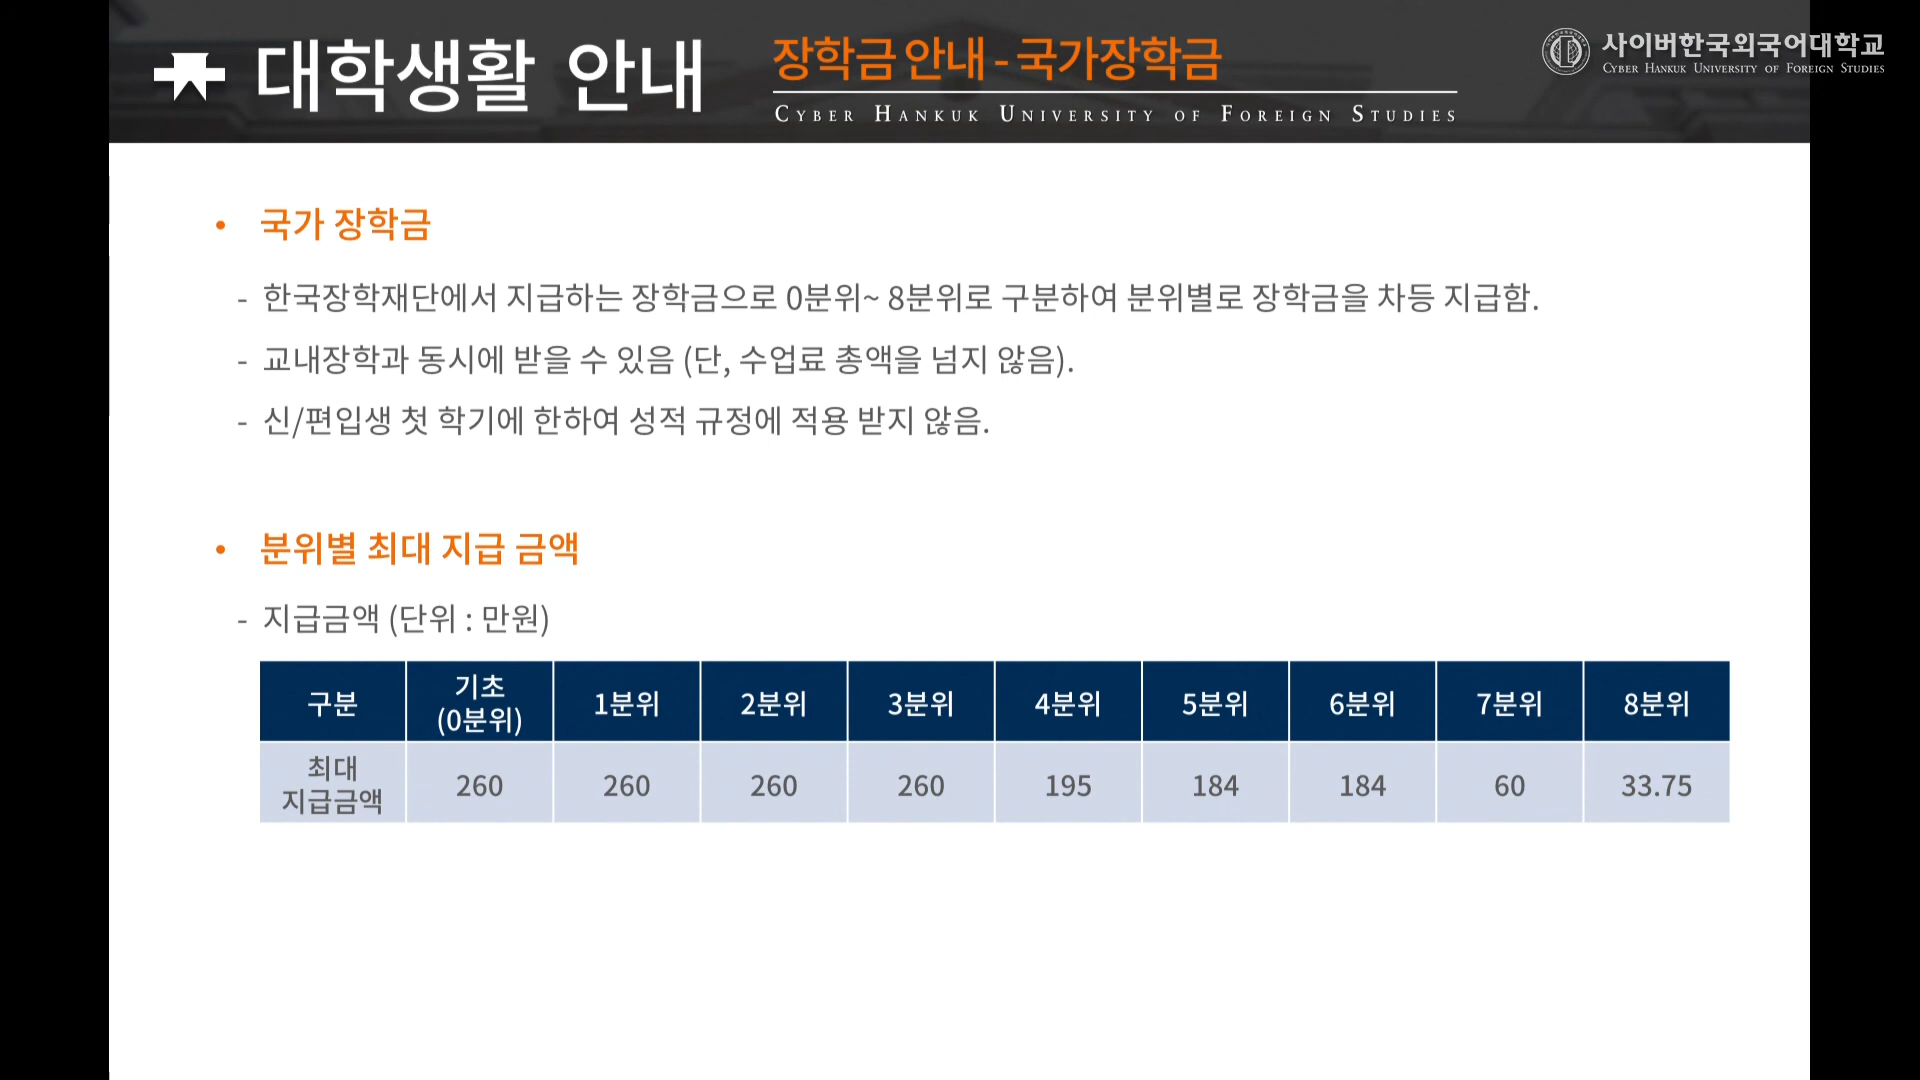 대학생활 안내
장학금 안내 - 국가장학금
CYBER HANKUK UNIVERSITY OF FOREIGN STUDIES
사이버한국외국어대학교
CYBER HANKUK UNIVERSITY OF FOREIGN STUDIES
• 국가 장학금
- 한국장학재단에서 지급하는 장학금으로 0분위~ 8분위로 구분하여 분위별로 장학금을 차등 지급함.
- 교내장학과 동시에 받을 수 있음 (단, 수업료 총액을 넘지 않음).
- 신/편입생 첫 학기에 한하여 성적 규정에 적용 받지 않음.
• 분위별 최대 지급 금액
- 지급금액 (단위 : 만원)
구분 기초 (0분위) 1분위 2분위 3분위 4분위 5분위 6분위 7분위 8분위
최대 지급금액 260 260 260 260 195 184 184 60 33.75